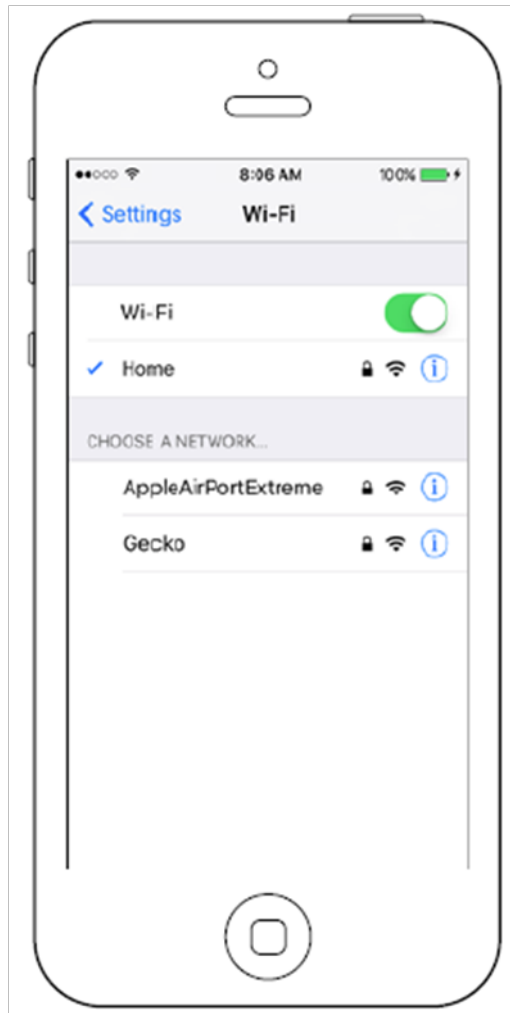 8:06 AM 100%
Settings Wi-Fi
Wi-Fi
Home
CHOOSE A NETWORK...
AppleAirPortExtreme
Gecko